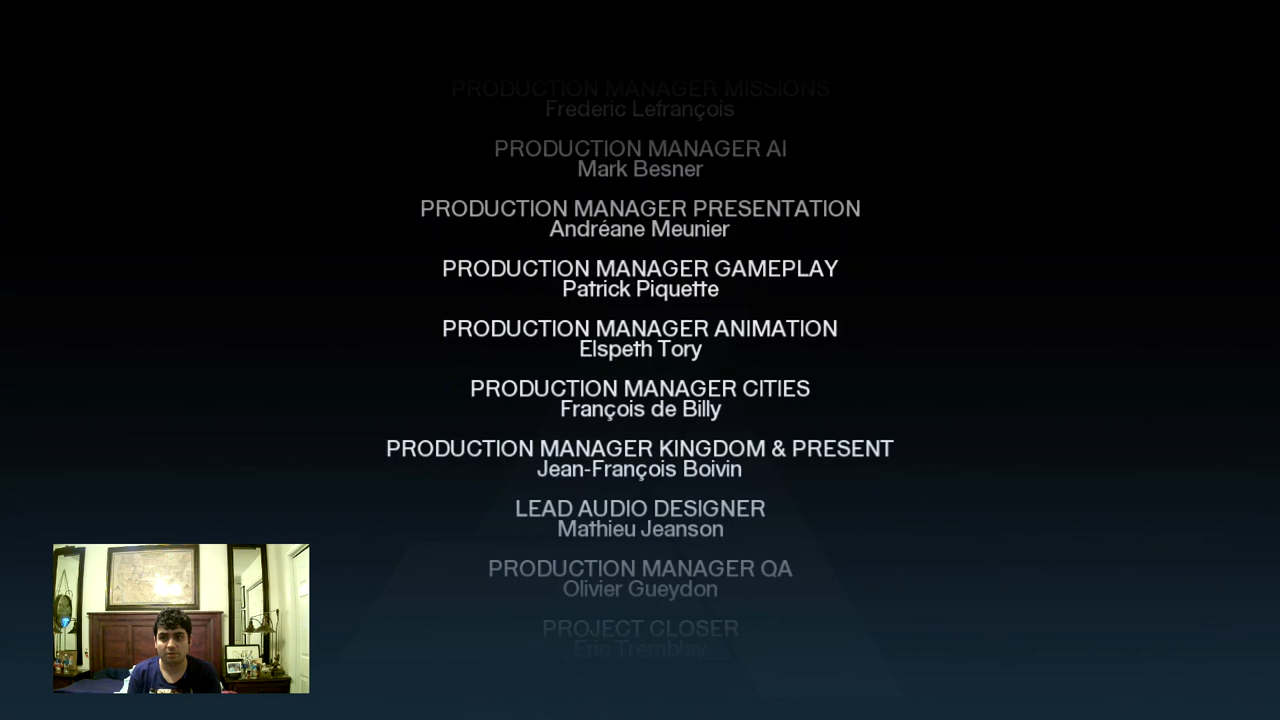 PRODUCTION MANAGER MISSIONS
Frederic Lefrançois
PRODUCTION MANAGER AI
Mark Besner
PRODUCTION MANAGER PRESENTATION
Andréane Meunier
PRODUCTION MANAGER GAMEPLAY
Patrick Piquette
PRODUCTION MANAGER ANIMATION
Elspeth Tory
PRODUCTION MANAGER CITIES
François de Billy
PRODUCTION MANAGER KINGDOM & PRESENT
Jean-François Boivin
LEAD AUDIO DESIGNER
Mathieu Jeanson
PRODUCTION MANAGER QA
Olivier Gueydon
PROJECT CLOSER
Eric Tremblay